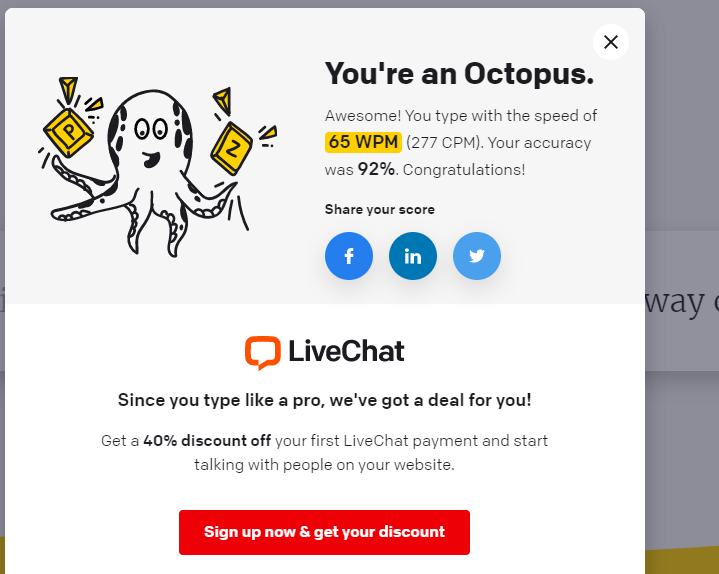 You're an Octopus.
Awesome! You type with the speed of
65 WPM (277 CPM). Your accuracy
was 92%. Congratulations!
Share your score
P
Z
f
in
way
LiveChat
Since you type like a pro, we've got a deal for you!
Get a 40% discount off your first LiveChat payment and start
talking with people on your website.
Sign up now & get your discount